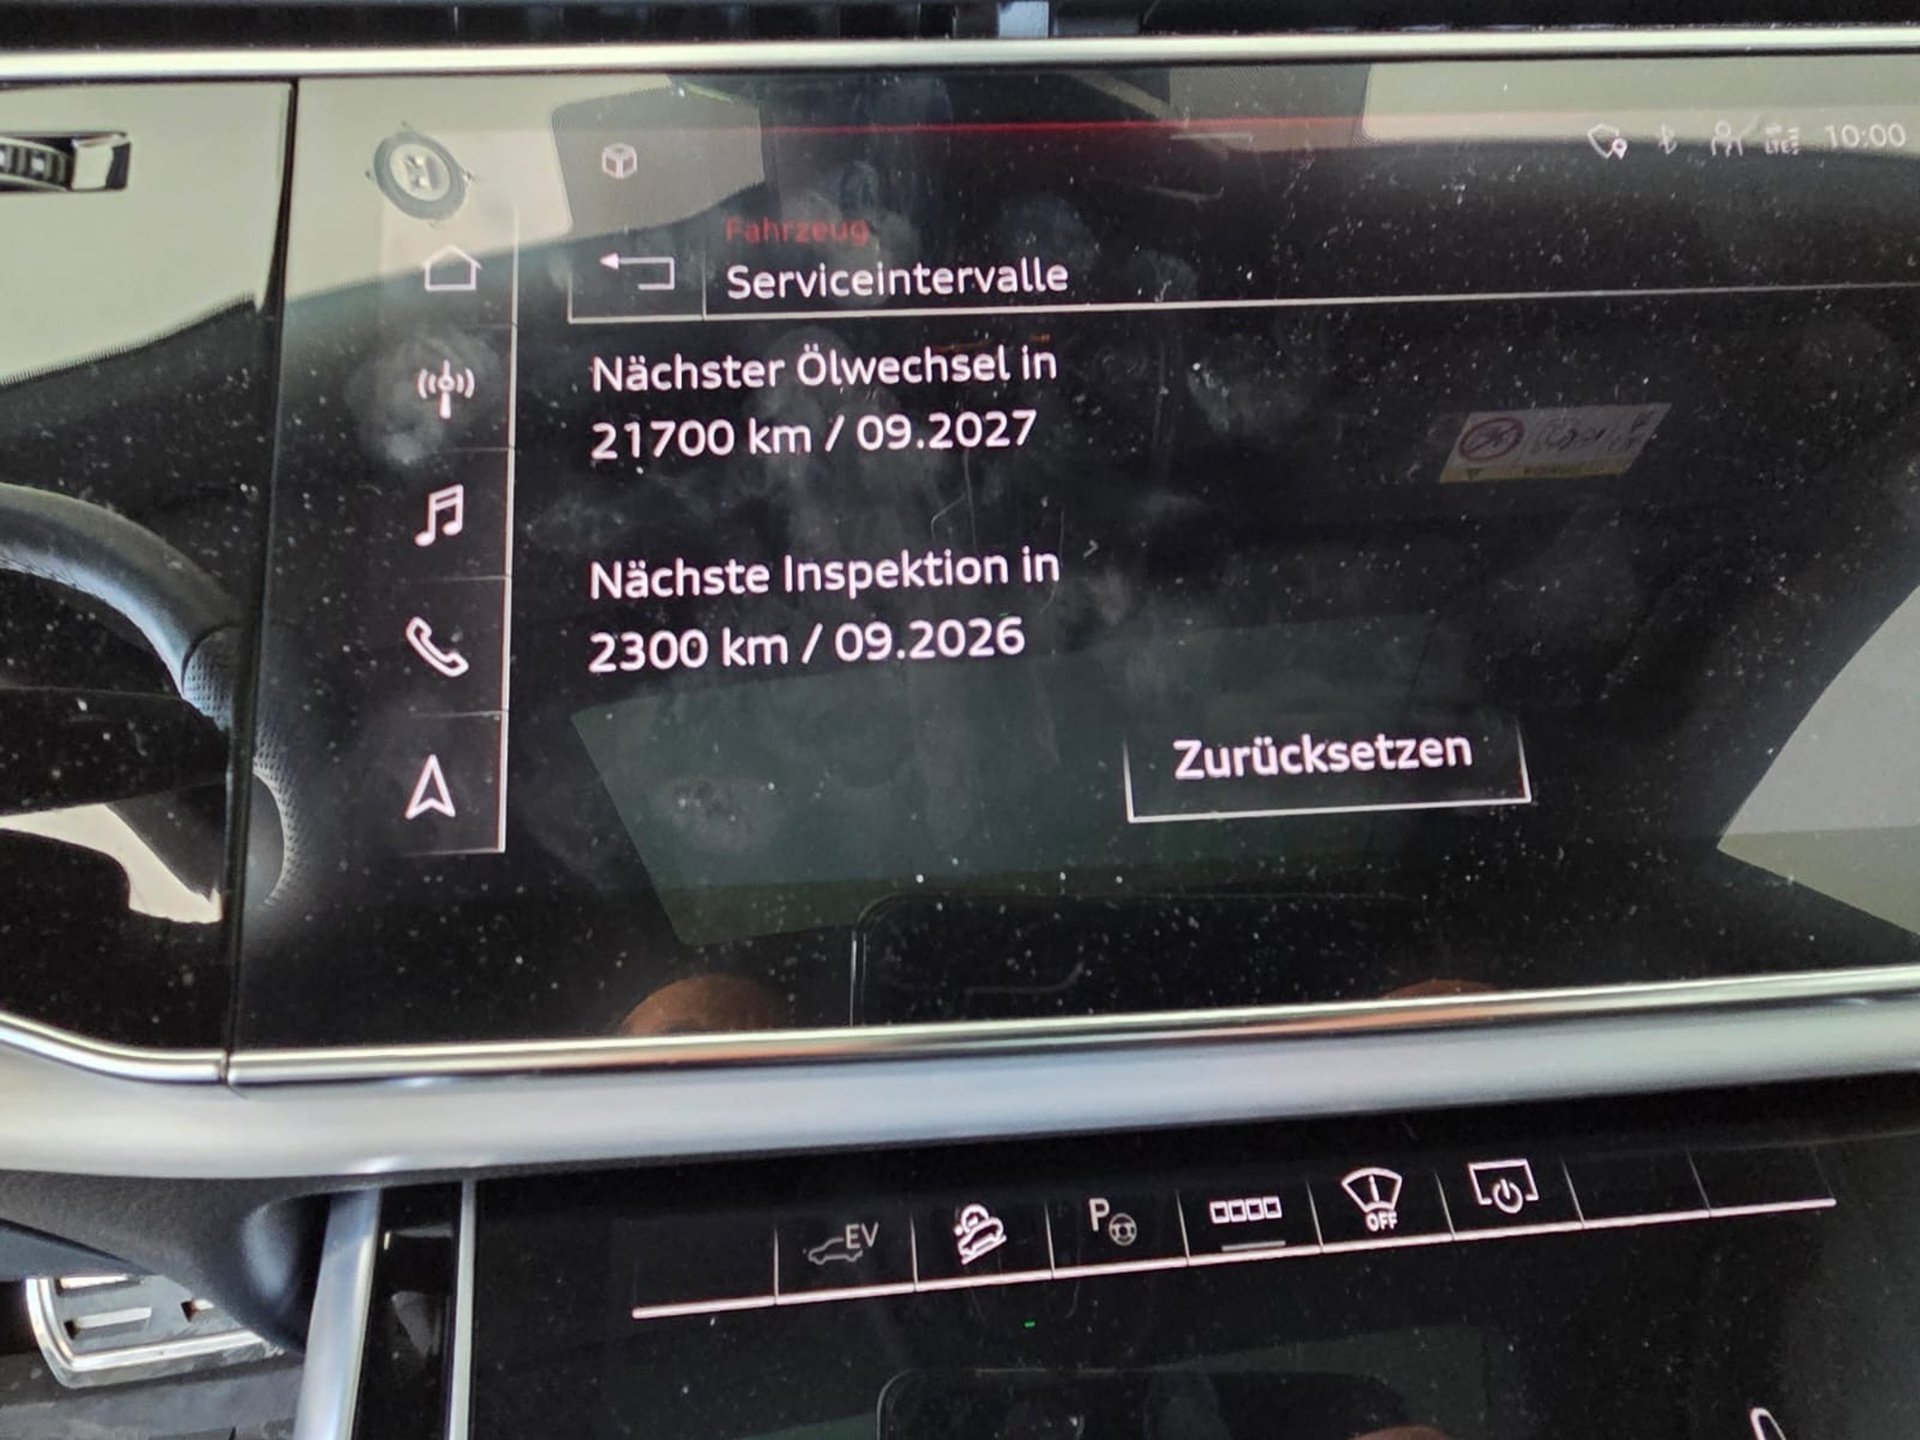 10:00
Fahrzeug
Serviceintervalle
Nächster Ölwechsel in
21700 km / 09.2027
Nächste Inspektion in
2300 km / 09.2026
Zurücksetzen
EV
P
OFF